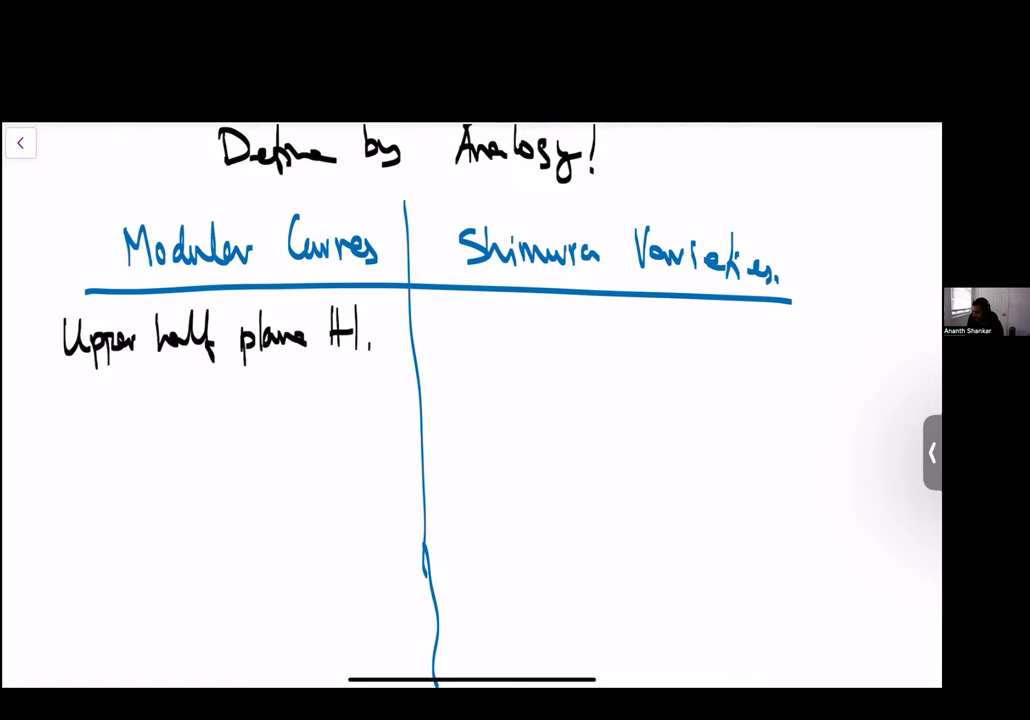 Define by Analogy!
Modular Curves Shimura Varieties.
Upper half plane H.
Ananth Shankar